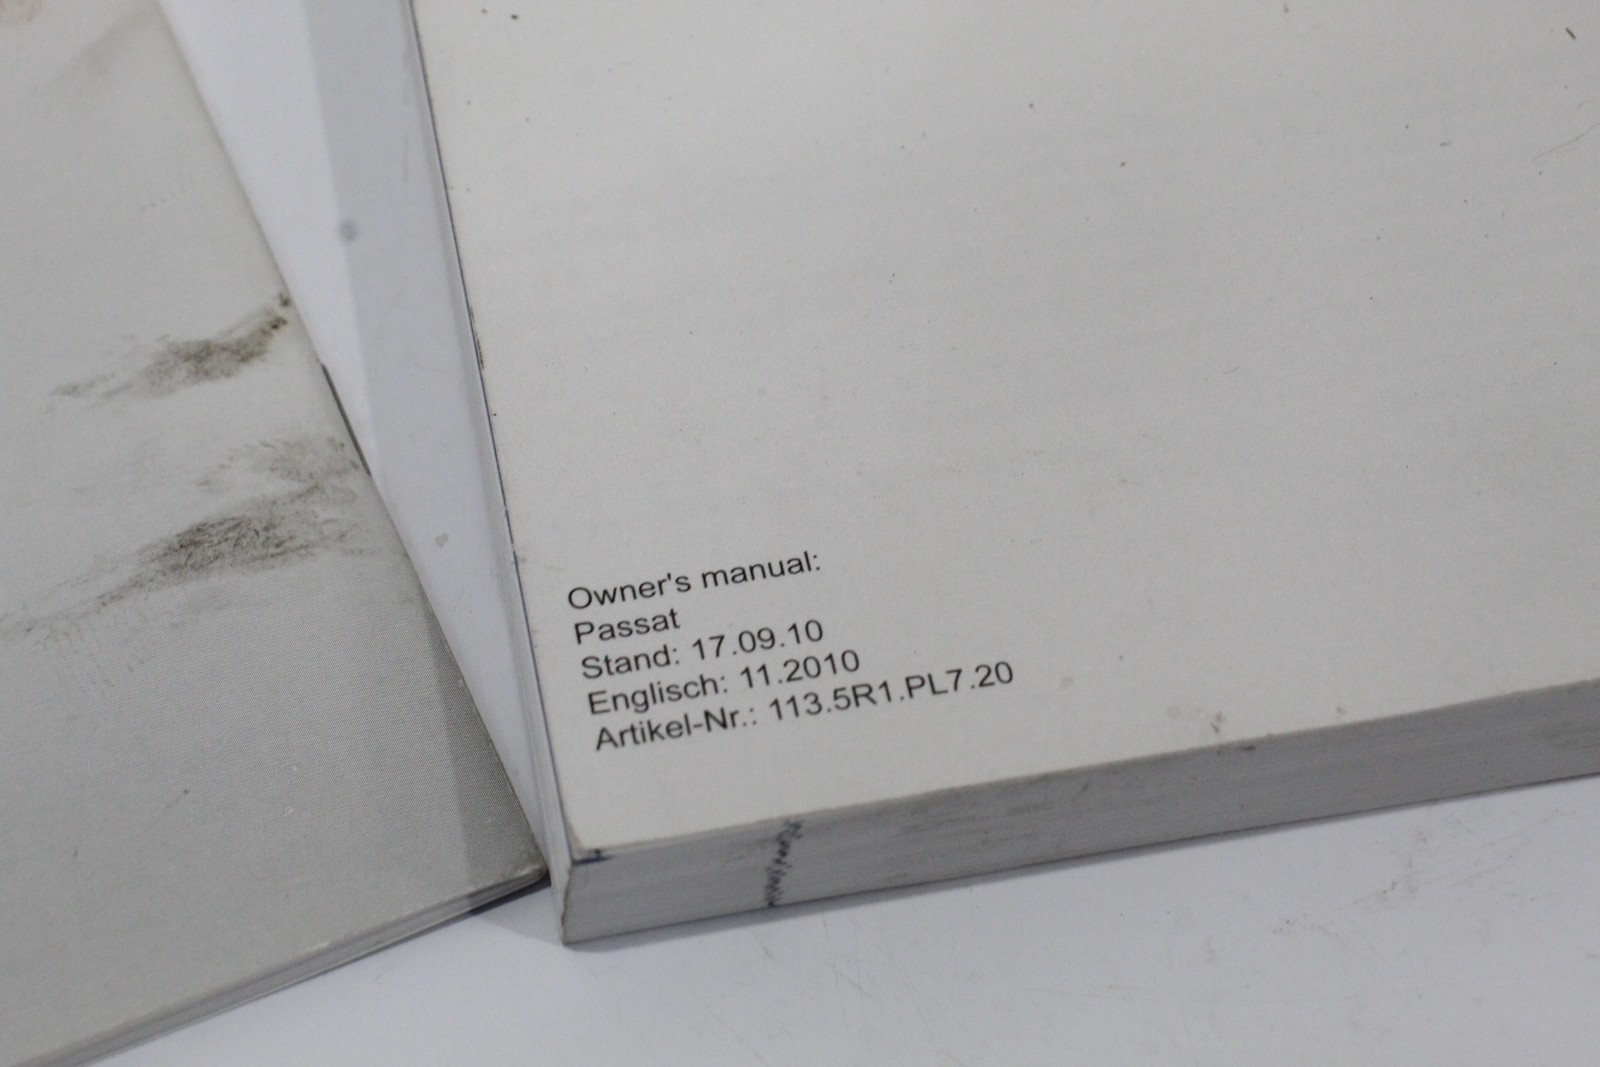 Owner's manual:
Passat
Stand: 17.09.10
Englisch: 11.2010
Artikel-Nr.: 113.5R1.PL7.20